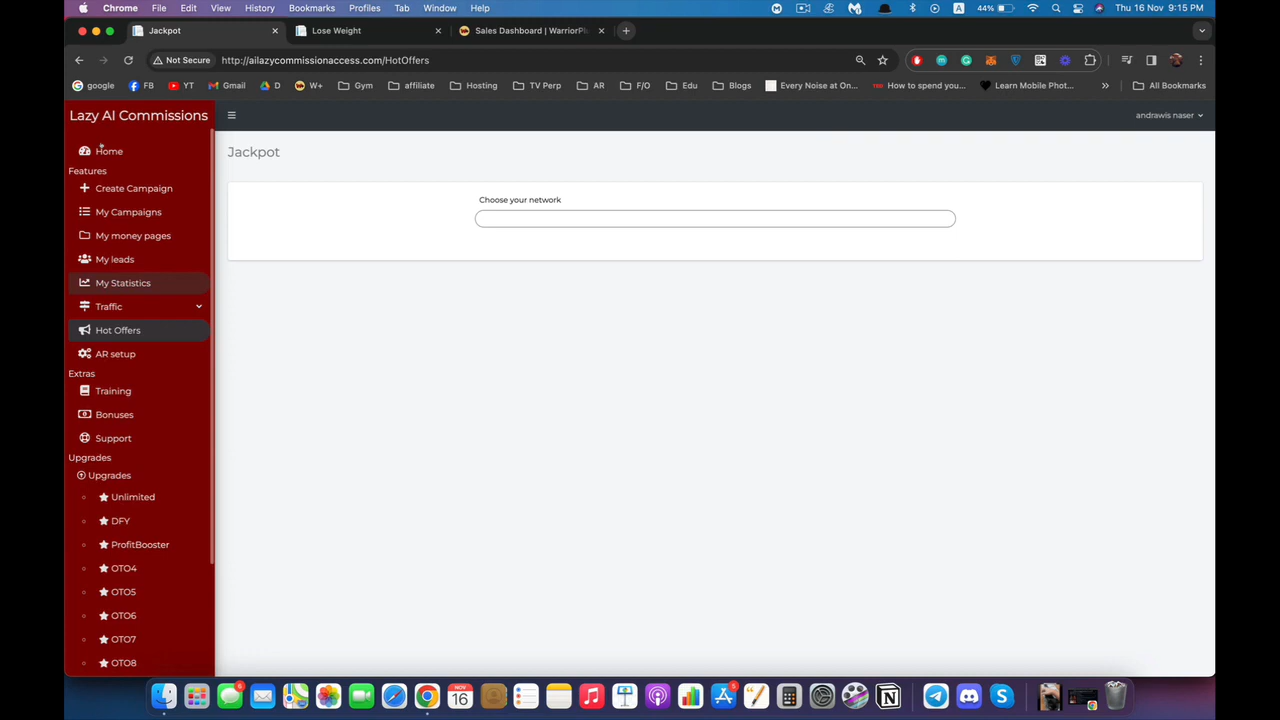 Chrome File Edit View History Bookmarks Profiles Tab Window Help 44% Thu 16 Nov 9:15 PM
Jackpot Lose Weight Sales Dashboard | WarriorPlu
Not Secure http://ailazycommissionaccess.com/HotOffers
google FB YT Gmail D W+ Gym affiliate Hosting TV Perp AR F/O Edu Blogs Every Noise at On... TED How to spend you... Learn Mobile Phot... All Bookmarks
Lazy AI Commissions
andrawis naser
Home
Features
Create Campaign
My Campaigns
My money pages
My leads
My Statistics
Traffic
Hot Offers
AR setup
Extras
Training
Bonuses
Support
Upgrades
Upgrades
Unlimited
DFY
ProfitBooster
OTO4
OTO5
OTO6
OTO7
OTO8
Jackpot
Choose your network